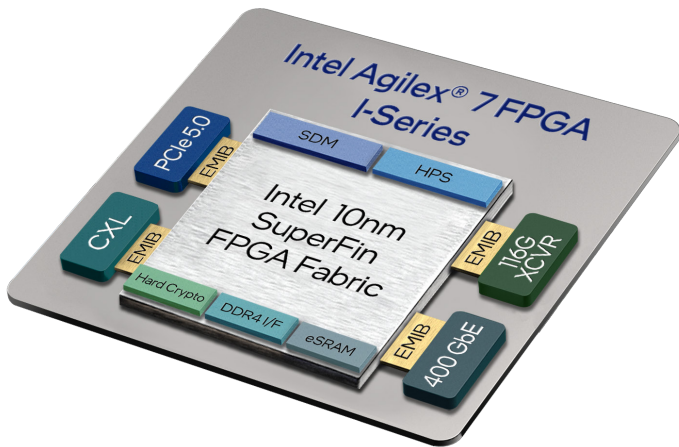 Intel Agilex® 7 FPGA
I-Series
SDM
HPS
PCIe 5.0
EMIB
CXL
EMIB
Intel 10nm
SuperFin
FPGA Fabric
EMIB
116G
XCVR
Hard Crypto
DDR4 I/F
eSRAM
EMIB
400 GbE